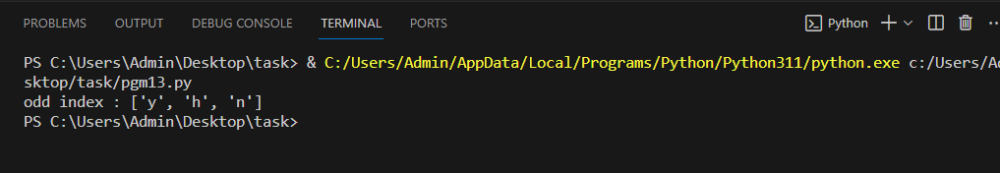 PROBLEMS OUTPUT DEBUG CONSOLE TERMINAL PORTS Python
PS C:\Users\Admin\Desktop\task> & C:/Users/Admin/AppData/Local/Programs/Python/Python311/python.exe c:/Users/Ad
sktop/task/pgm13.py
odd index : ['y', 'h', 'n']
PS C:\Users\Admin\Desktop\task>